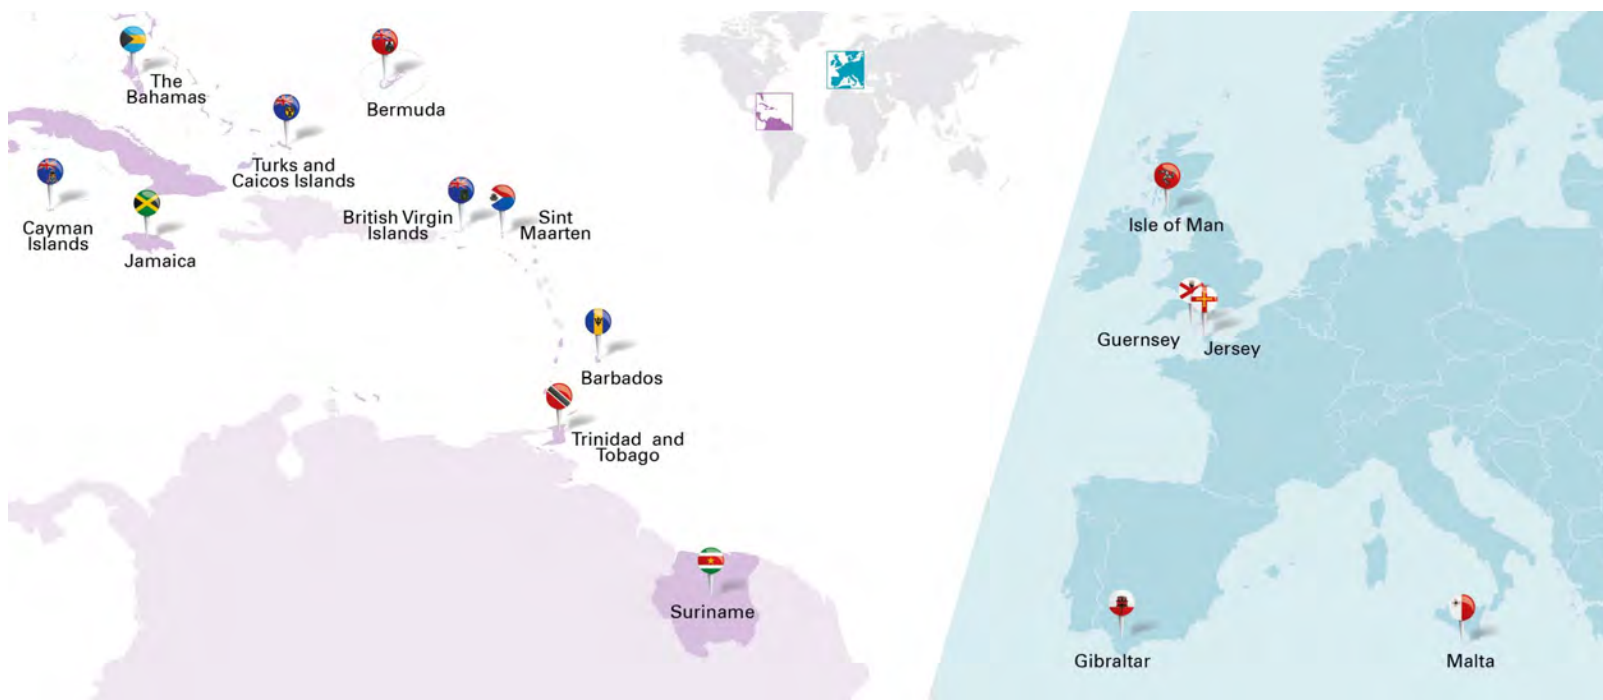 The
Bahamas
Bermuda
Turks and
Caicos Islands
Cayman
Islands
Jamaica
British Virgin
Islands
Sint
Maarten
Barbados
Trinidad and
Tobago
Suriname
Isle of Man
Guernsey
Jersey
Gibraltar
Malta